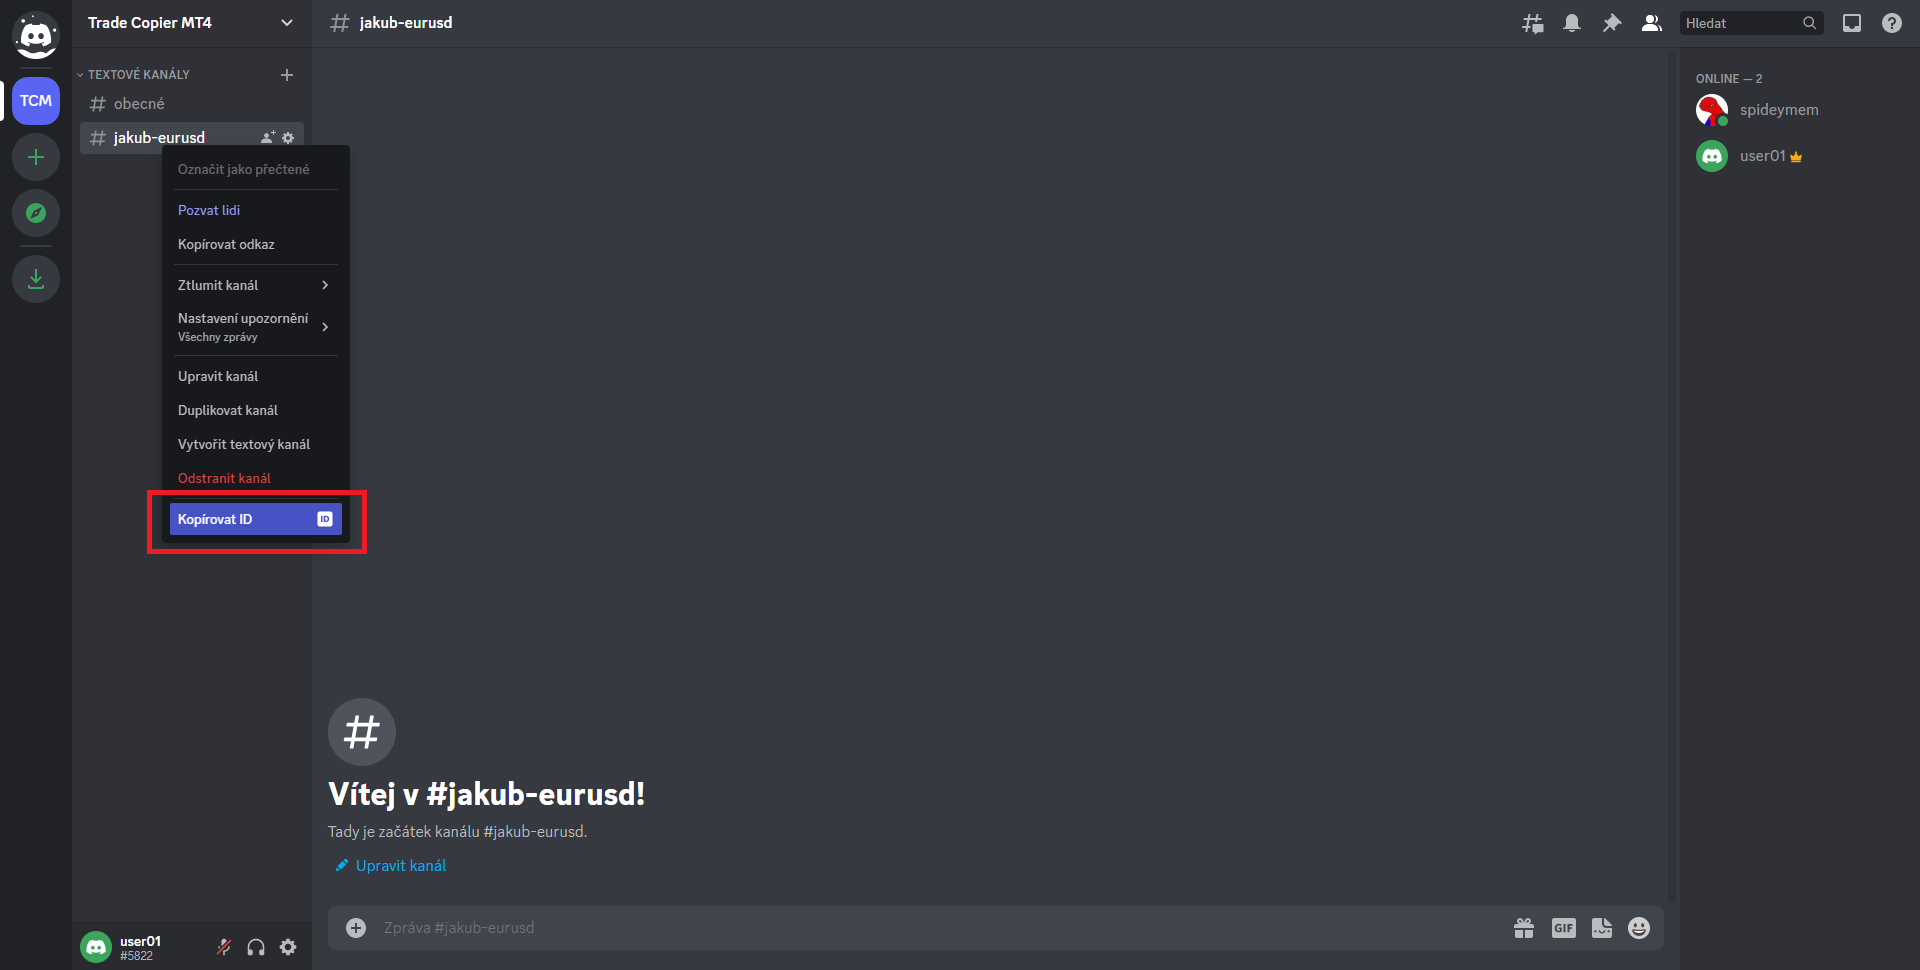 Trade Copier MT4
jakub-eurusd
Hledat
TCM
TEXTOVÉ KANÁLY
obecné
jakub-eurusd
Označit jako přečtené
Pozvat lidi
Kopírovat odkaz
Ztlumit kanál
Nastavení upozornění
Všechny zprávy
Upravit kanál
Duplikovat kanál
Vytvořit textový kanál
Odstranit kanál
Kopírovat ID
ID
Vítej v #jakub-eurusd!
Tady je začátek kanálu #jakub-eurusd.
Upravit kanál
Zpráva #jakub-eurusd
GIF
user01
#5822
ONLINE — 2
spideymem
user01